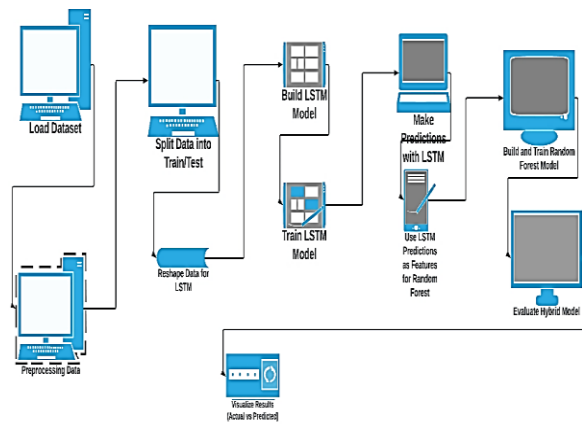 Load Dataset
Preprocessing Data
Split Data into
Train/Test
Reshape Data for
LSTM
Build LSTM
Model
Train LSTM
Model
Make
Predictions
with LSTM
Use LSTM
Predictions
as Features
for Random
Forest
Build and Train Random
Forest Model
Evaluate Hybrid Model
Visualize Results
(Actual vs Predicted)